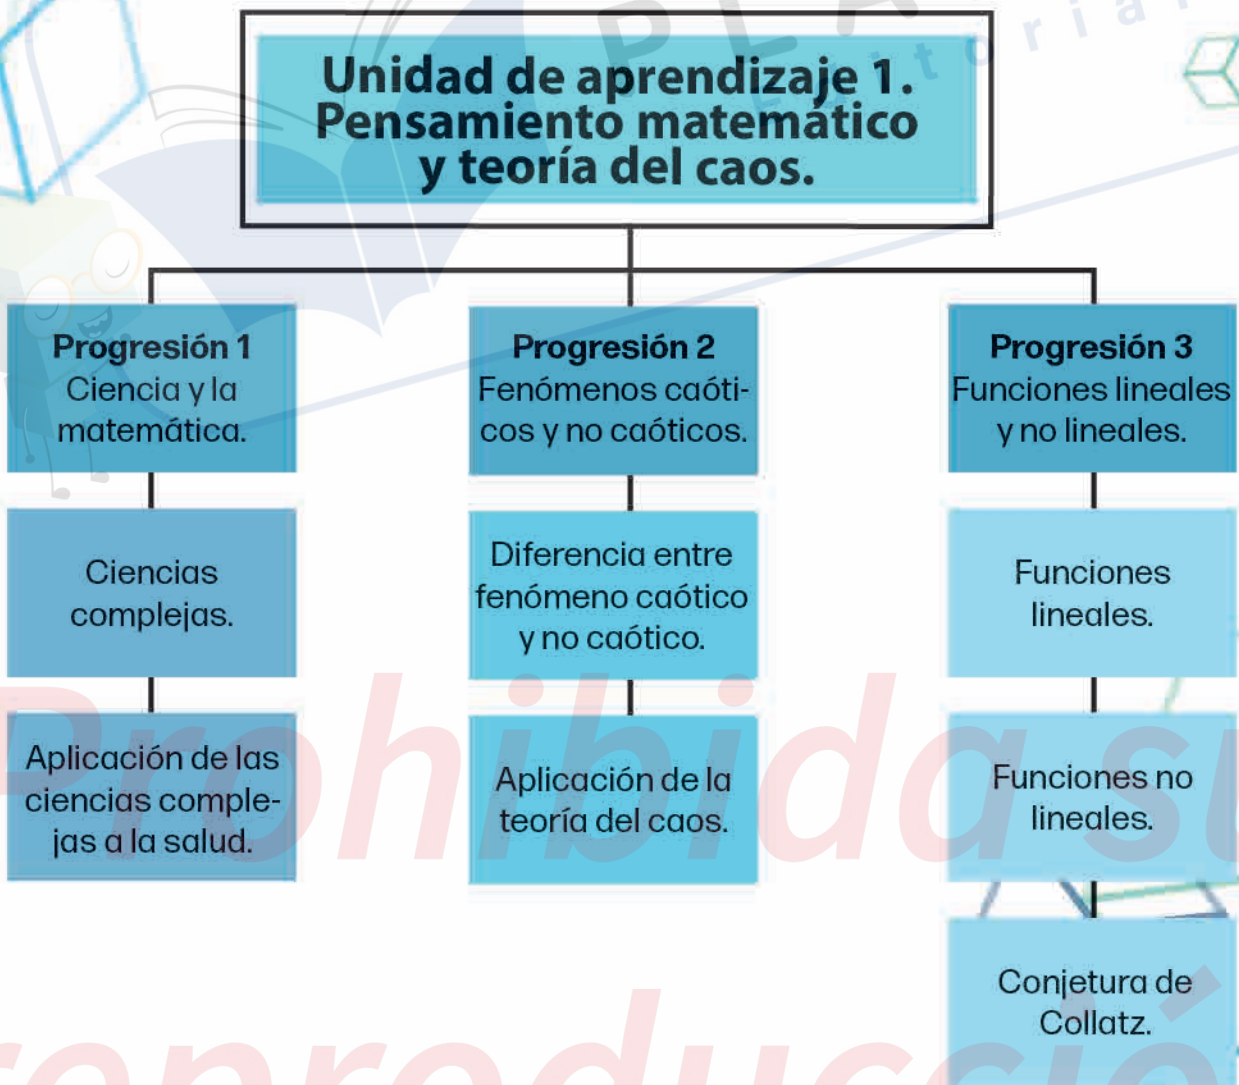 Unidad de aprendizaje 1.
Pensamiento matemático
y teoría del caos.
Progresión 1
Ciencia y la
matemática.
Ciencias
complejas.
Aplicación de las
ciencias comple-
jas a la salud.
Progresión 2
Fenómenos caóti-
cos y no caóticos.
Diferencia entre
fenómeno caótico
y no caótico.
Aplicación de la
teoría del caos.
Progresión 3
Funciones lineales
y no lineales.
Funciones
lineales.
Funciones no
lineales.
Conjetura de
Collatz.
Prohibida su
reproducció